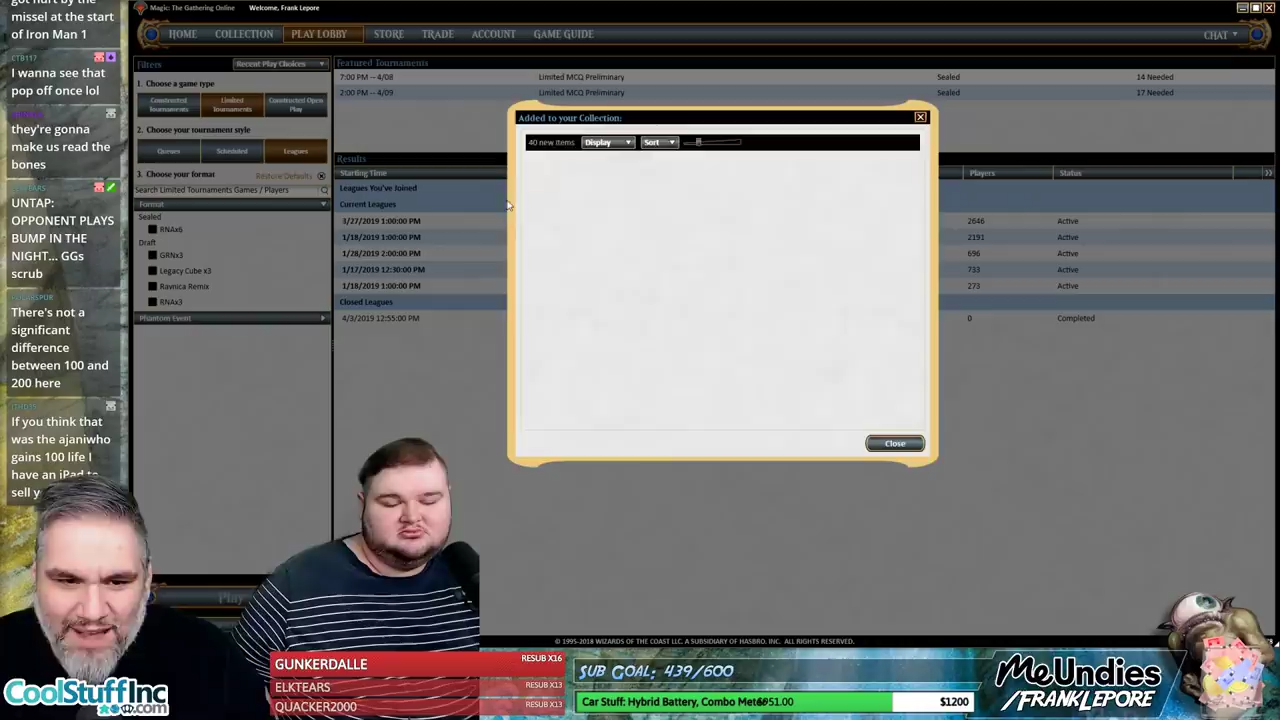 got hurt by the
missel at the start
of Iron Man 1
CTB117
I wanna see that
pop off once lol
they're gonna
make us read the
bones
UNTAP:
OPPONENT PLAYS
BUMP IN THE
NIGHT... GGs
scrub
There's not a
significant
difference
between 100 and
200 here
If you think that
was the ajaniwho
gains 100 life I
have an iPad to
sell y
Magic: The Gathering Online Welcome, Frank Lepore
HOME COLLECTION PLAY LOBBY STORE TRADE ACCOUNT GAME GUIDE CHAT
Filters Recent Play Choices
1. Choose a game type
Constructed Tournaments Limited Tournaments Constructed Open Play
2. Choose your tournament style
Queues Scheduled Leagues
3. Choose your format Restore Defaults
Search Limited Tournaments Games / Players
Format
Sealed
RNAx6
Draft
GRNx3
Legacy Cube x3
Ravnica Remix
RNAx3
Phantom Event
Play
Featured Tournaments
7:00 PM -- 4/08 Limited MCQ Preliminary Sealed 14 Needed
2:00 PM -- 4/09 Limited MCQ Preliminary Sealed 17 Needed
Results
Starting Time Players Status
Leagues You've Joined
Current Leagues
3/27/2019 1:00:00 PM 2646 Active
1/18/2019 1:00:00 PM 2191 Active
1/28/2019 2:00:00 PM 696 Active
1/17/2019 12:30:00 PM 733 Active
1/18/2019 1:00:00 PM 273 Active
Closed Leagues
4/3/2019 12:55:00 PM 0 Completed
Added to your Collection:
40 new items Display Sort
Close
© 1995-2018 WIZARDS OF THE COAST LLC. A SUBSIDIARY OF HASBRO, INC. ALL RIGHTS RESERVED.
CoolStuffInc
.com
GUNKERDALLE RESUB X16
ELKTEARS RESUB X13
QUACKER2000 RESUB X13
SUB GOAL: 439/600
Car Stuff: Hybrid Battery, Combo Mete $951.00 $1200
MeUndies
/FRANKLEPORE